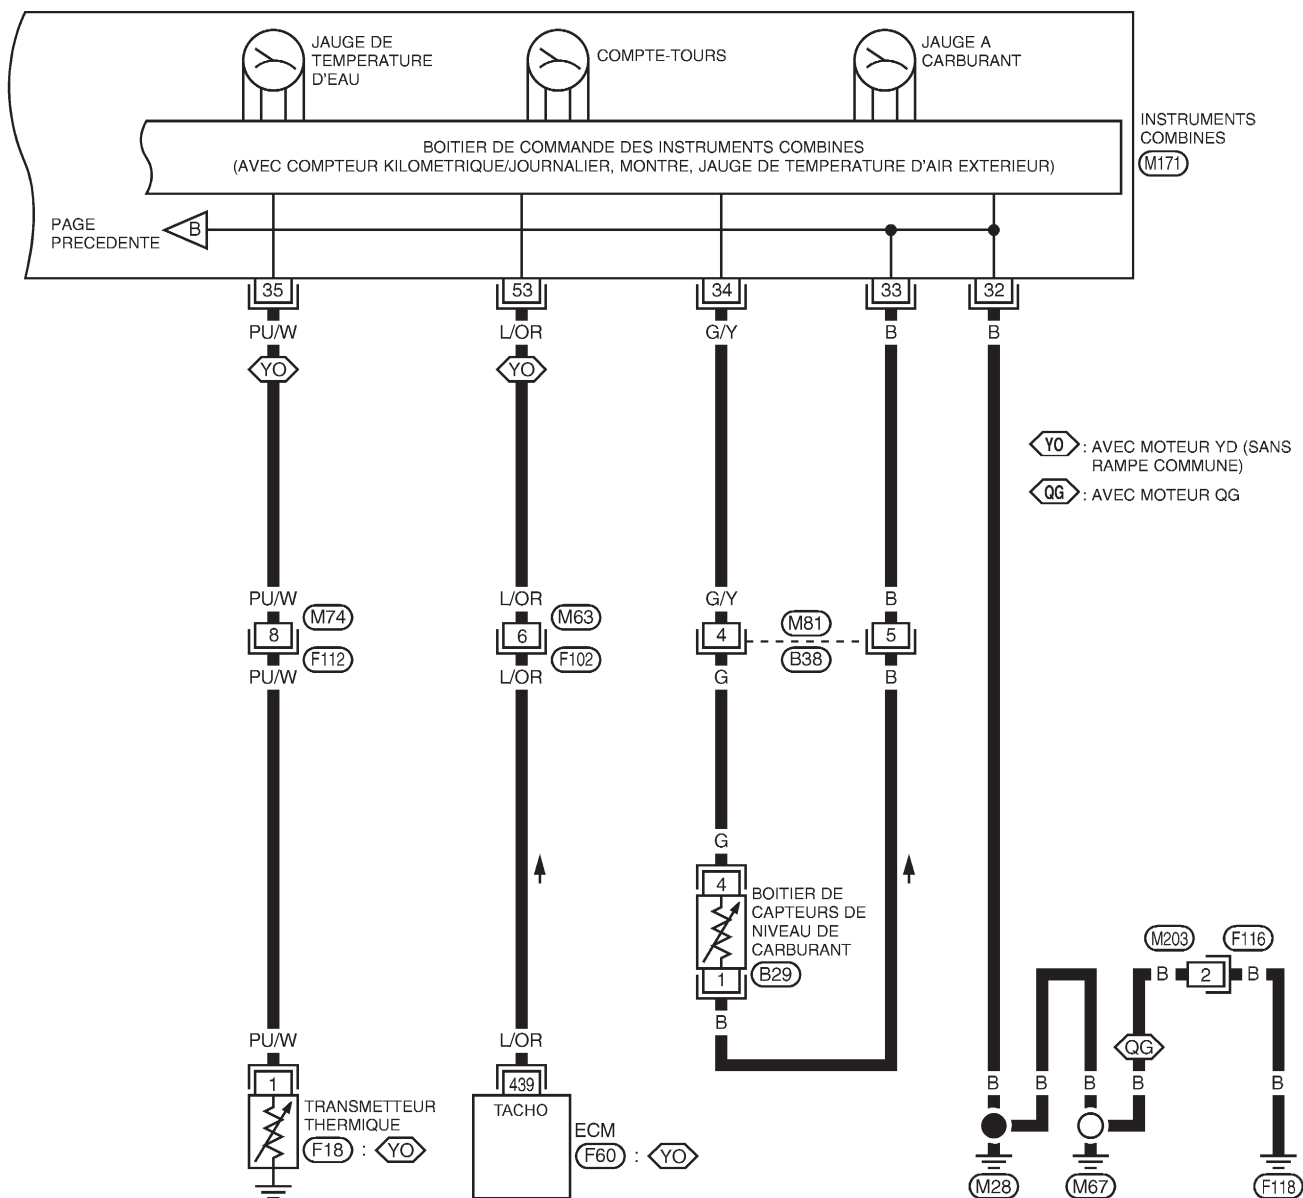 JAUGE DE
TEMPERATURE
D'EAU
COMPTE-TOURS
JAUGE A
CARBURANT
INSTRUMENTS
COMBINES
M171
BOITIER DE COMMANDE DES INSTRUMENTS COMBINES
(AVEC COMPTEUR KILOMETRIQUE/JOURNALIER, MONTRE, JAUGE DE TEMPERATURE D'AIR EXTERIEUR)
PAGE
PRECEDENTE
B
35 53 34 33 32
PU/W L/OR G/Y B B
YO YO
YO : AVEC MOTEUR YD (SANS
RAMPE COMMUNE)
QG : AVEC MOTEUR QG
PU/W L/OR G/Y B
M74 M63 M81
8 6 4 5
F112 F102 B38
PU/W L/OR G B
G
4
BOITIER DE
CAPTEURS DE
NIVEAU DE
CARBURANT
1 B29
B
M203 F116
B 2 B
QG
PU/W L/OR
1 439
B B B B B
TRANSMETTEUR
THERMIQUE
F18 : YO
TACHO
ECM
F60 : YO
M28 M67 F118